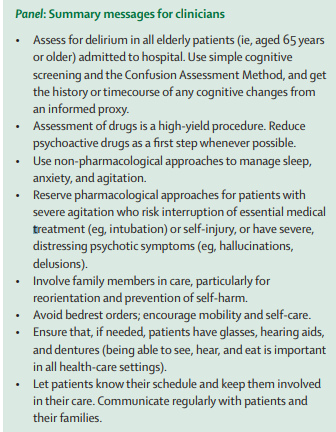 Panel: Summary messages for clinicians
• Assess for delirium in all elderly patients (ie, aged 65 years
or older) admitted to hospital. Use simple cognitive
screening and the Confusion Assessment Method, and get
the history or timecourse of any cognitive changes from
an informed proxy.
• Assessment of drugs is a high-yield procedure. Reduce
psychoactive drugs as a first step whenever possible.
• Use non-pharmacological approaches to manage sleep,
anxiety, and agitation.
• Reserve pharmacological approaches for patients with
severe agitation who risk interruption of essential medical
treatment (eg, intubation) or self-injury, or have severe,
distressing psychotic symptoms (eg, hallucinations,
delusions).
• Involve family members in care, particularly for
reorientation and prevention of self-harm.
• Avoid bedrest orders; encourage mobility and self-care.
• Ensure that, if needed, patients have glasses, hearing aids,
and dentures (being able to see, hear, and eat is important
in all health-care settings).
• Let patients know their schedule and keep them involved
in their care. Communicate regularly with patients and
their families.